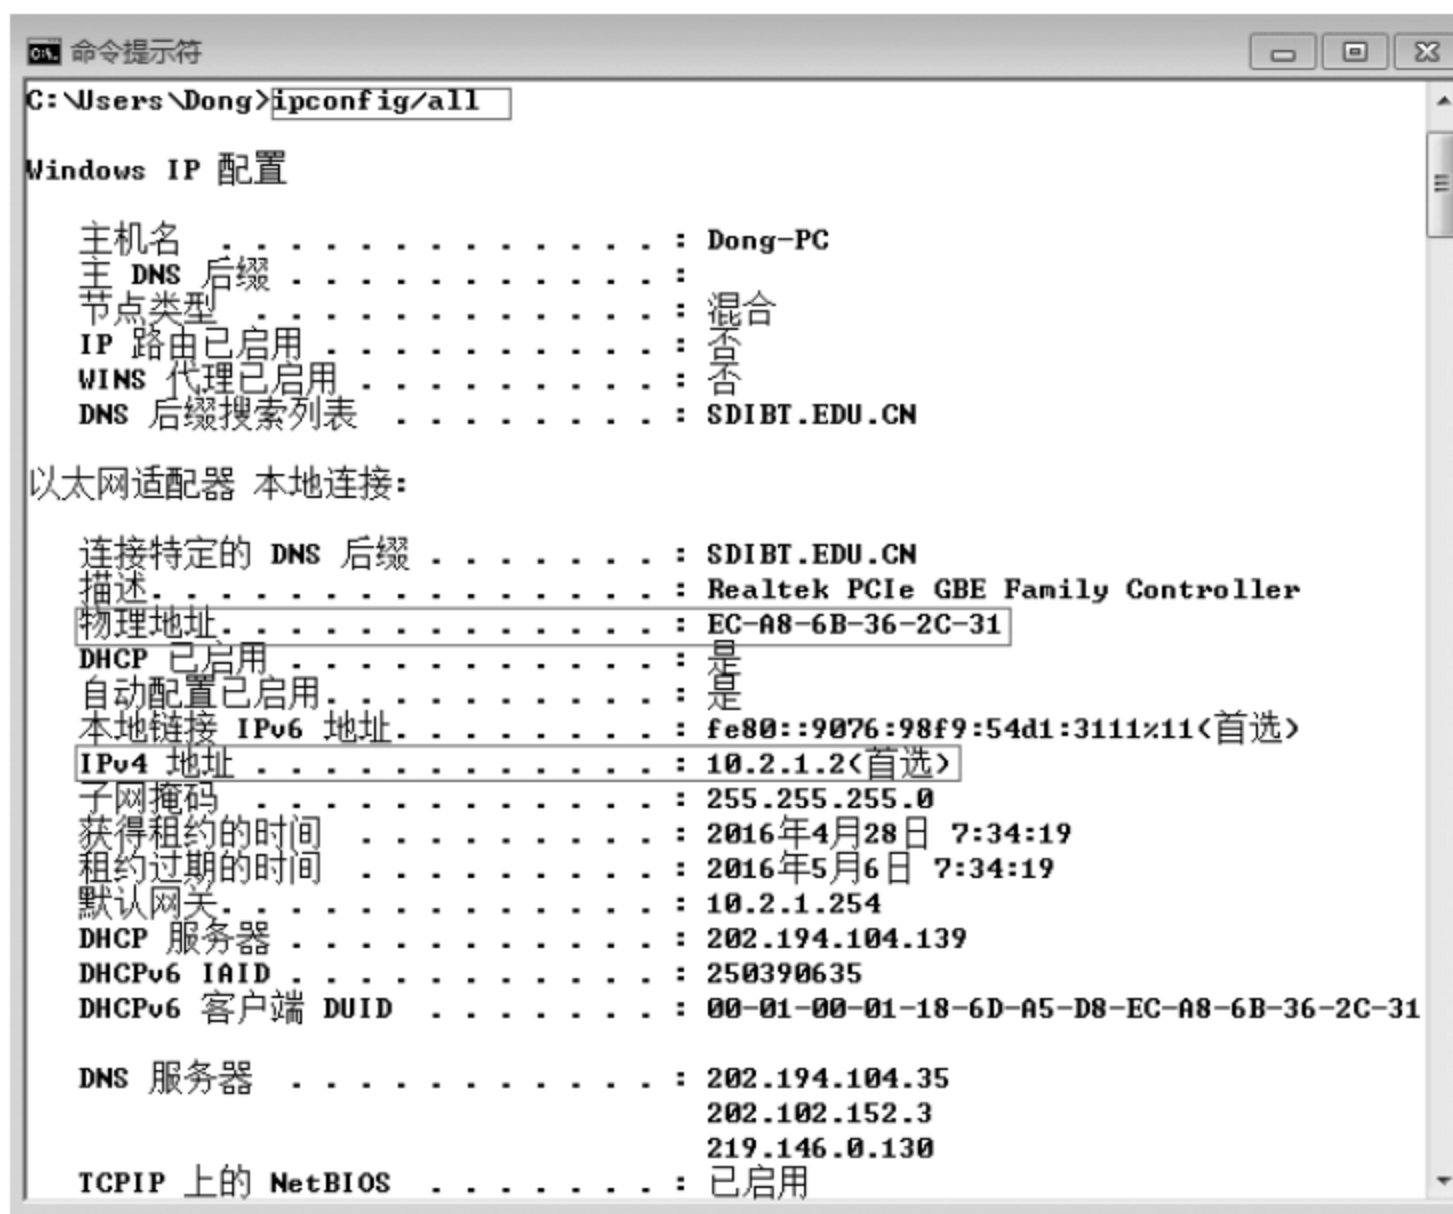 命令提示符
C:\Users\Dong>ipconfig/all
Windows IP 配置
主机名 . . . . . . . . . . . . . : Dong-PC
主 DNS 后缀 . . . . . . . . . . . :
节点类型 . . . . . . . . . . . . : 混合
IP 路由已启用 . . . . . . . . . . : 否
WINS 代理已启用 . . . . . . . . . : 否
DNS 后缀搜索列表 . . . . . . . . : SDIBT.EDU.CN
以太网适配器 本地连接:
连接特定的 DNS 后缀 . . . . . . . : SDIBT.EDU.CN
描述. . . . . . . . . . . . . . . : Realtek PCIe GBE Family Controller
物理地址. . . . . . . . . . . . . : EC-A8-6B-36-2C-31
DHCP 已启用 . . . . . . . . . . . : 是
自动配置已启用. . . . . . . . . . : 是
本地链接 IPv6 地址. . . . . . . . : fe80::9076:98f9:54d1:3111%11(首选)
IPv4 地址 . . . . . . . . . . . . : 10.2.1.2(首选)
子网掩码 . . . . . . . . . . . . : 255.255.255.0
获得租约的时间 . . . . . . . . . : 2016年4月28日 7:34:19
租约过期的时间 . . . . . . . . . : 2016年5月6日 7:34:19
默认网关. . . . . . . . . . . . . : 10.2.1.254
DHCP 服务器 . . . . . . . . . . . : 202.194.104.139
DHCPv6 IAID . . . . . . . . . . . : 250390635
DHCPv6 客户端 DUID . . . . . . . : 00-01-00-01-18-6D-A5-D8-EC-A8-6B-36-2C-31
DNS 服务器 . . . . . . . . . . . : 202.194.104.35
202.102.152.3
219.146.0.130
TCPIP 上的 NetBIOS . . . . . . . : 已启用